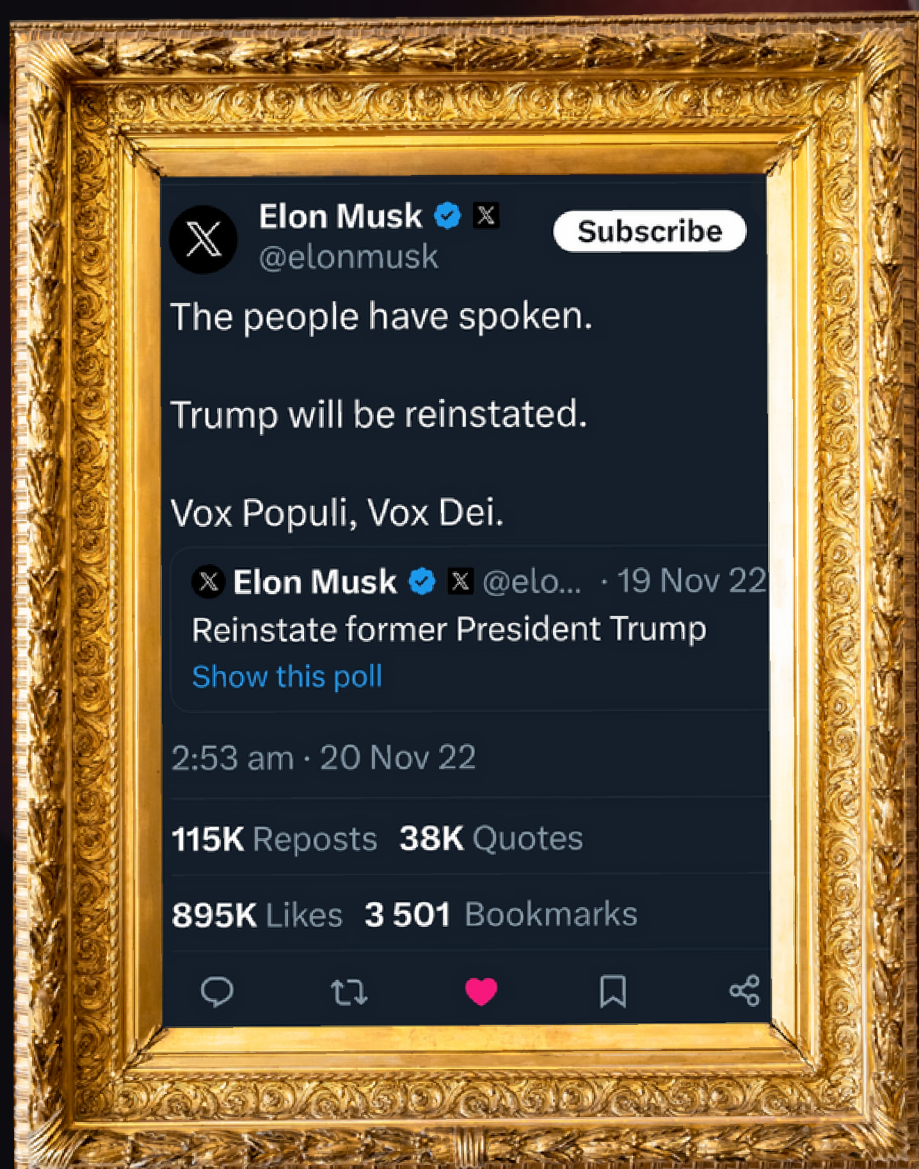 Elon Musk
Subscribe
@elonmusk
The people have spoken.
Trump will be reinstated.
Vox Populi, Vox Dei.
Elon Musk @elo... · 19 Nov 22
Reinstate former President Trump
Show this poll
2:53 am · 20 Nov 22
115K Reposts 38K Quotes
895K Likes 3 501 Bookmarks